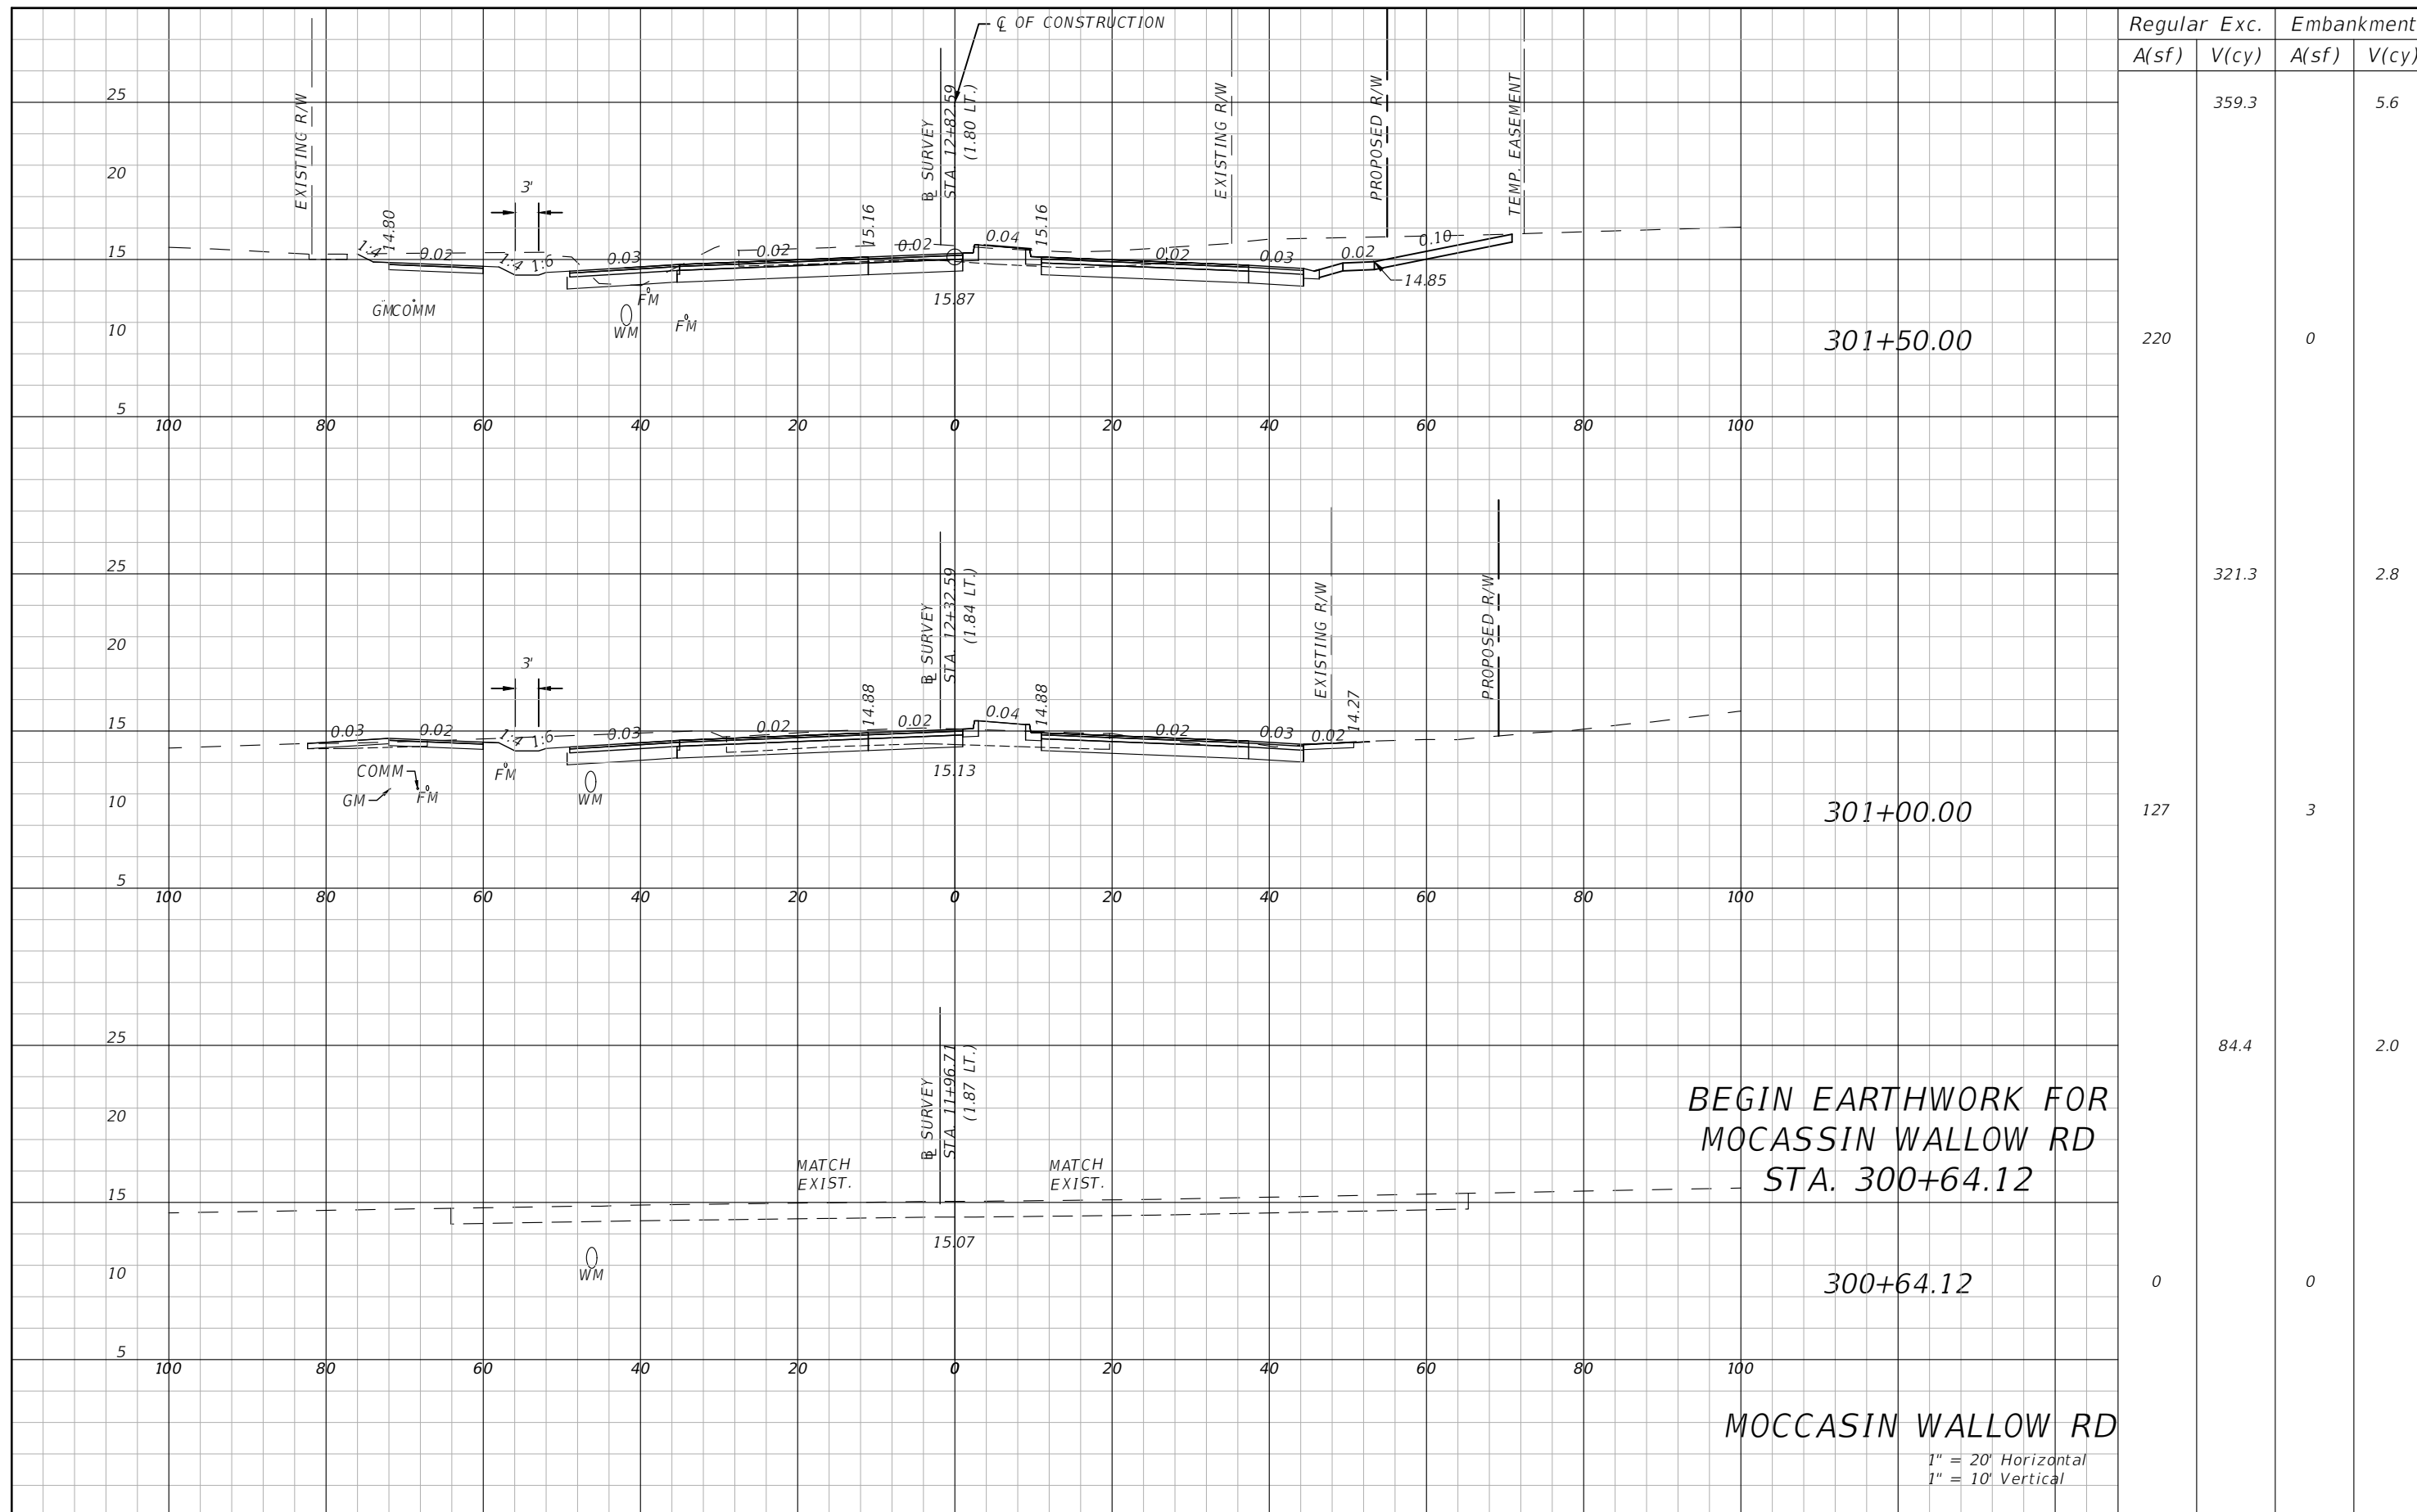 ℄ OF CONSTRUCTION
Regular Exc. Embankment
A(sf) V(cy) A(sf) V(cy)
25
359.3 5.6
EXISTING R/W
B̶L SURVEY
STA. 12+82.59
(1.80 LT.)
EXISTING R/W
PROPOSED R/W
TEMP. EASEMENT
20
3'
14.80
15.16
15.16
15
1:4
0.02
1:4
1:6
0.03
0.02
0.02
0.04
0.02
0.03
0.02
0.10
14.85
15.87
GM
COMM
FM
WM
FM
10
301+50.00
220 0
5
100 80 60 40 20 0 20 40 60 80 100
25
321.3 2.8
B̶L SURVEY
STA. 12+32.59
(1.84 LT.)
EXISTING R/W
PROPOSED R/W
20
3'
14.88
14.88
14.27
15
0.03
0.02
1:4
1:6
0.03
0.02
0.02
0.04
0.02
0.03
0.02
15.13
COMM
GM
FM
FM
WM
10
301+00.00
127 3
5
100 80 60 40 20 0 20 40 60 80 100
25
84.4 2.0
B̶L SURVEY
STA. 11+96.71
(1.87 LT.)
BEGIN EARTHWORK FOR
MOCASSIN WALLOW RD
STA. 300+64.12
20
MATCH
EXIST.
MATCH
EXIST.
15
15.07
WM
10
300+64.12
0 0
5
100 80 60 40 20 0 20 40 60 80 100
MOCCASIN WALLOW RD
1" = 20' Horizontal
1" = 10' Vertical